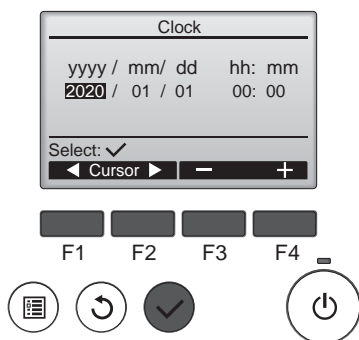 Clock
yyyy / mm/ dd hh: mm
2020 / 01 / 01 00: 00
Select: ✓
◀ Cursor ▶ − +
F1 F2 F3 F4